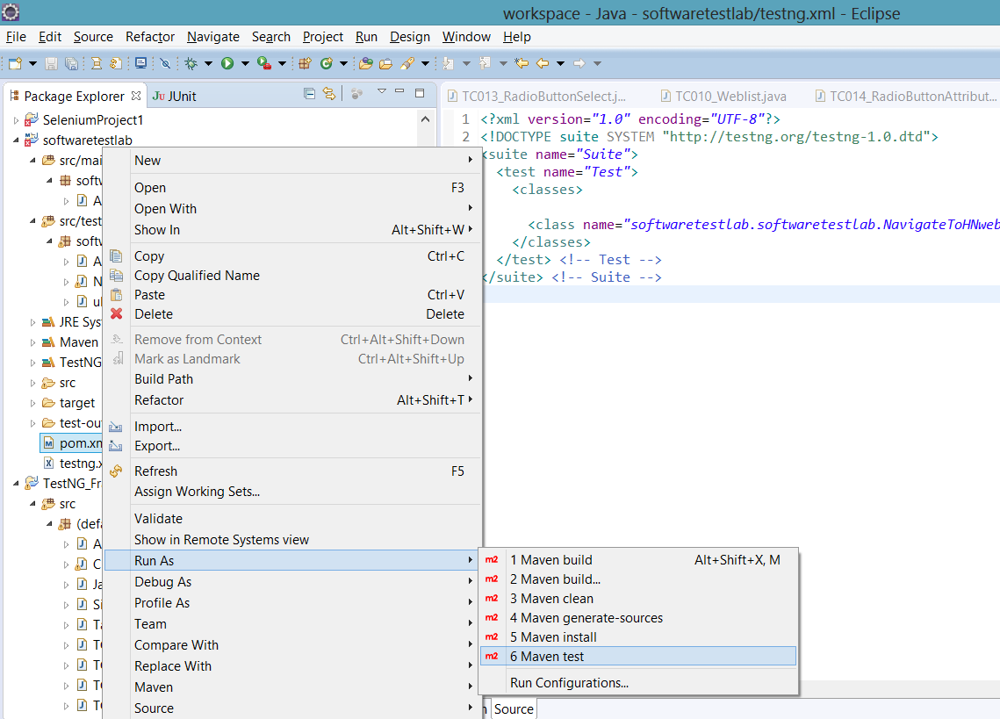 workspace - Java - softwaretestlab/testng.xml - Eclipse
File Edit Source Refactor Navigate Search Project Run Design Window Help
Package Explorer JUnit
TC013_RadioButtonSelect.j... TC010_Weblist.java TC014_RadioButtonAttribut...
SeleniumProject1
softwaretestlab
src/mai
soft
A
src/test
soft
A
N
ul
JRE Sys
Maven
TestNG
src
target
test-ou
pom.xm
testng.x
TestNG_Fr
src
(defa
A
C
Ja
Si
Ta
TC
TC
TC
TC
New
Open F3
Open With
Show In Alt+Shift+W
Copy Ctrl+C
Copy Qualified Name
Paste Ctrl+V
Delete Delete
Remove from Context Ctrl+Alt+Shift+Down
Mark as Landmark Ctrl+Alt+Shift+Up
Build Path
Refactor Alt+Shift+T
Import...
Export...
Refresh F5
Assign Working Sets...
Validate
Show in Remote Systems view
Run As
Debug As
Profile As
Team
Compare With
Replace With
Maven
Source
1 <?xml version="1.0" encoding="UTF-8"?>
2 <!DOCTYPE suite SYSTEM "http://testng.org/testng-1.0.dtd">
<suite name="Suite">
<test name="Test">
<classes>
<class name="softwaretestlab.softwaretestlab.NavigateToHNweb
</classes>
</test> <!-- Test -->
</suite> <!-- Suite -->
m2 1 Maven build Alt+Shift+X, M
m2 2 Maven build...
m2 3 Maven clean
m2 4 Maven generate-sources
m2 5 Maven install
m2 6 Maven test
Run Configurations...
Source